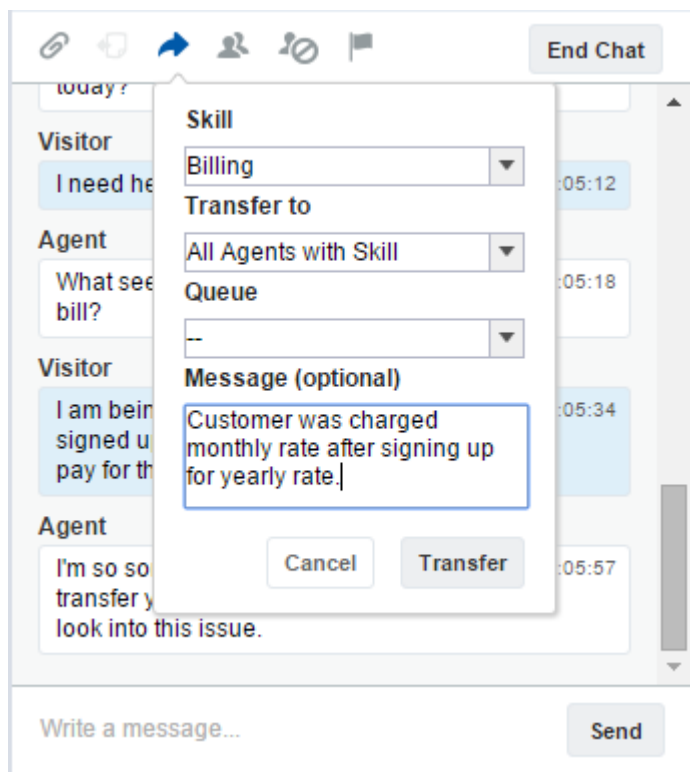 End Chat
today?
Visitor
I need he
:05:12
Agent
What see
bill?
:05:18
Visitor
I am bein
signed u
pay for th
:05:34
Agent
I'm so so
transfer y
look into this issue.
:05:57
Skill
Billing
Transfer to
All Agents with Skill
Queue
--
Message (optional)
Customer was charged
monthly rate after signing up
for yearly rate.
Cancel
Transfer
Write a message...
Send